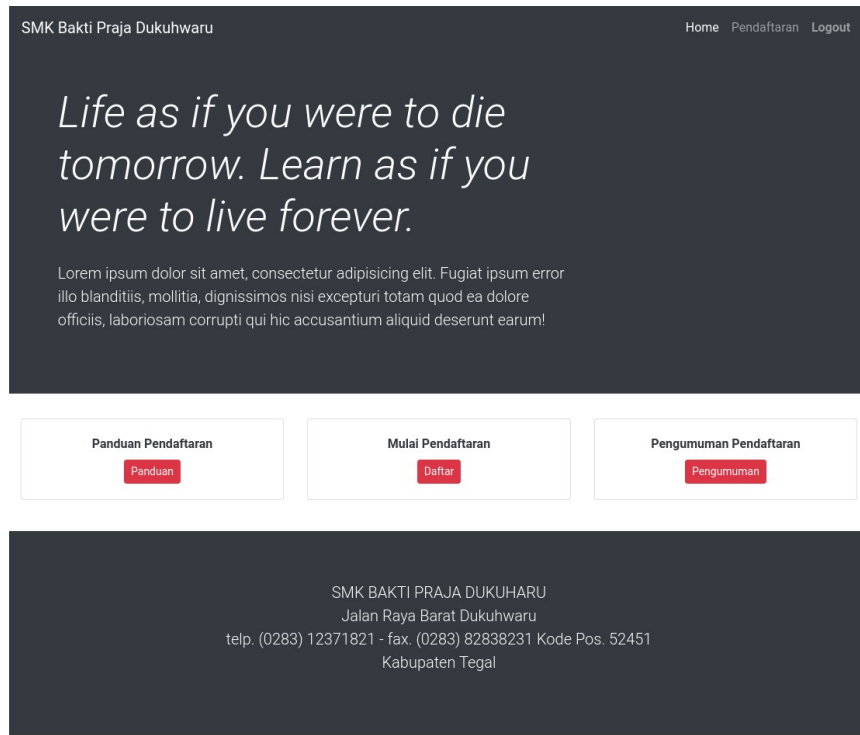 SMK Bakti Praja Dukuhwaru
Home Pendaftaran Logout
Life as if you were to die
tomorrow. Learn as if you
were to live forever.
Lorem ipsum dolor sit amet, consectetur adipisicing elit. Fugiat ipsum error
illo blanditiis, mollitia, dignissimos nisi excepturi totam quod ea dolore
officiis, laboriosam corrupti qui hic accusantium aliquid deserunt earum!
Panduan Pendaftaran
Panduan
Mulai Pendaftaran
Daftar
Pengumuman Pendaftaran
Pengumuman
SMK BAKTI PRAJA DUKUHARU
Jalan Raya Barat Dukuhwaru
telp. (0283) 12371821 - fax. (0283) 82838231 Kode Pos. 52451
Kabupaten Tegal